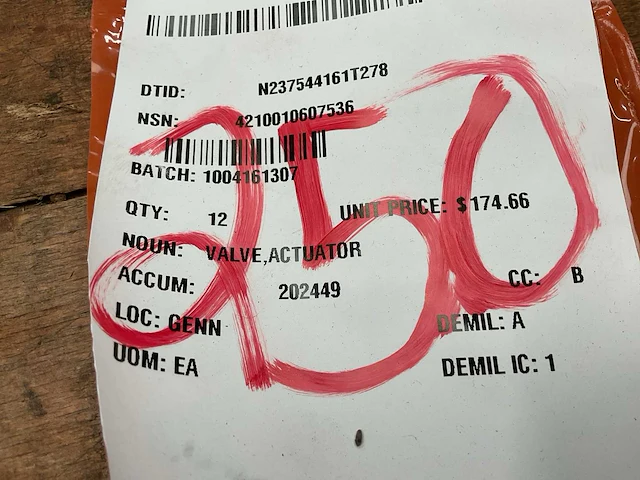 DTID: N237544161T278
NSN: 4210010607536
BATCH: 1004161307
QTY: 12 UNIT PRICE: $174.66
NOUN: VALVE,ACTUATOR
ACCUM: 202449 CC: B
LOC: GENN DEMIL: A
UOM: EA DEMIL IC: 1
250